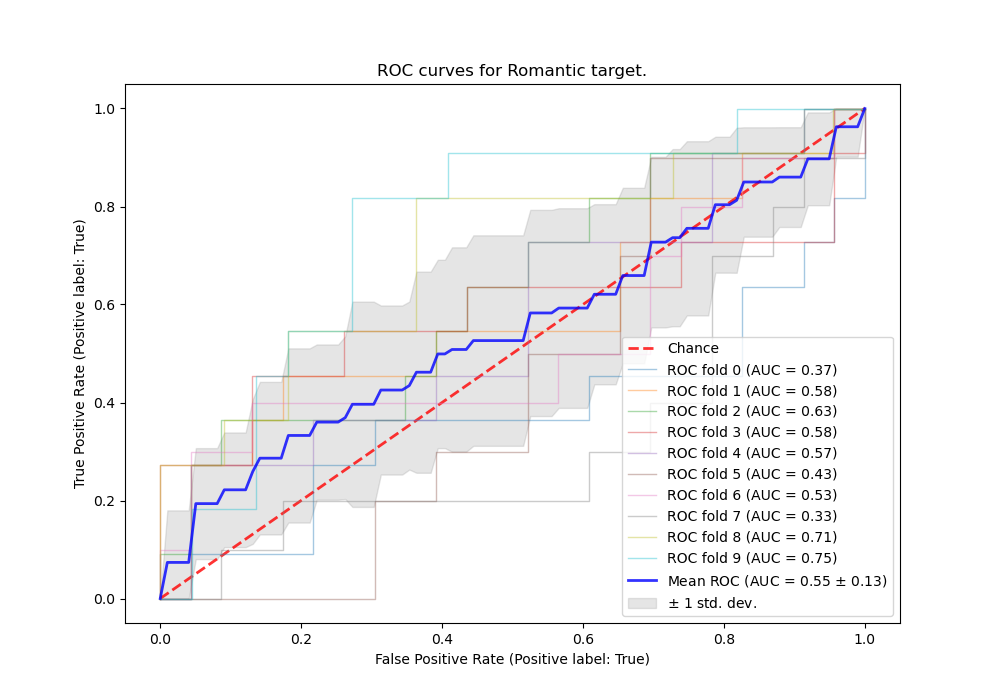 ROC curves for Romantic target.
True Positive Rate (Positive label: True)
1.0
0.8
0.6
0.4
0.2
0.0
0.0 0.2 0.4 0.6 0.8 1.0
False Positive Rate (Positive label: True)
Chance
ROC fold 0 (AUC = 0.37)
ROC fold 1 (AUC = 0.58)
ROC fold 2 (AUC = 0.63)
ROC fold 3 (AUC = 0.58)
ROC fold 4 (AUC = 0.57)
ROC fold 5 (AUC = 0.43)
ROC fold 6 (AUC = 0.53)
ROC fold 7 (AUC = 0.33)
ROC fold 8 (AUC = 0.71)
ROC fold 9 (AUC = 0.75)
Mean ROC (AUC = 0.55 ± 0.13)
± 1 std. dev.